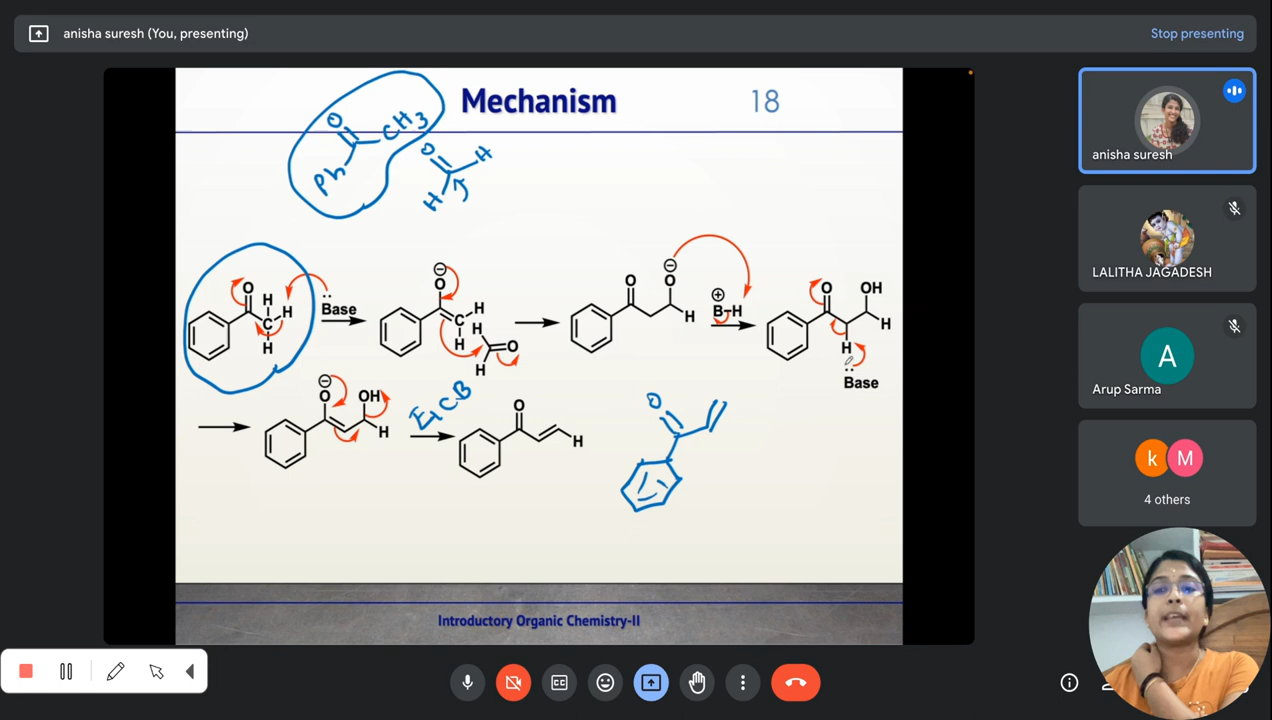 anisha suresh (You, presenting)
Stop presenting
Mechanism
18
O
CH3
Ph
O
H
H
O
H
C
H
H
Base
⊖
O
H
H
H
O
H
O
⊖
O
H
⊕
B-H
O
OH
H
H
Base
⊖
O
OH
H
E1CB
O
H
O
Introductory Organic Chemistry-II
anisha suresh
LALITHA JAGADESH
A
Arup Sarma
k
M
4 others
CC